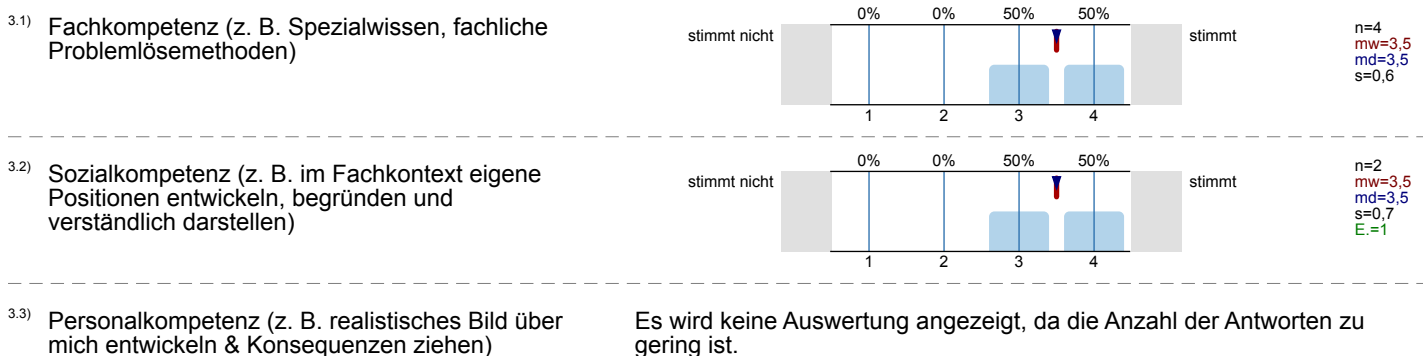 3.1) Fachkompetenz (z. B. Spezialwissen, fachliche
Problemlösemethoden)
0% 0% 50% 50%
stimmt nicht stimmt
1 2 3 4
n=4
mw=3,5
md=3,5
s=0,6
3.2) Sozialkompetenz (z. B. im Fachkontext eigene
Positionen entwickeln, begründen und
verständlich darstellen)
0% 0% 50% 50%
stimmt nicht stimmt
1 2 3 4
n=2
mw=3,5
md=3,5
s=0,7
E.=1
3.3) Personalkompetenz (z. B. realistisches Bild über
mich entwickeln & Konsequenzen ziehen)
Es wird keine Auswertung angezeigt, da die Anzahl der Antworten zu
gering ist.